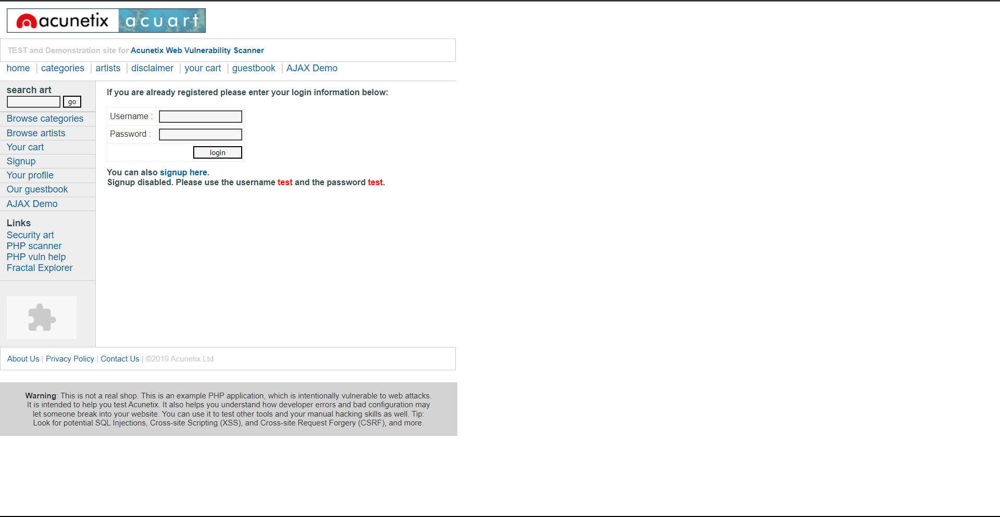 acunetix acuart
TEST and Demonstration site for Acunetix Web Vulnerability Scanner
home | categories | artists | disclaimer | your cart | guestbook | AJAX Demo
search art
go
Browse categories
Browse artists
Your cart
Signup
Your profile
Our guestbook
AJAX Demo
Links
Security art
PHP scanner
PHP vuln help
Fractal Explorer
If you are already registered please enter your login information below:
Username :
Password :
login
You can also signup here.
Signup disabled. Please use the username test and the password test.
About Us | Privacy Policy | Contact Us | ©2019 Acunetix Ltd
Warning: This is not a real shop. This is an example PHP application, which is intentionally vulnerable to web attacks.
It is intended to help you test Acunetix. It also helps you understand how developer errors and bad configuration may
let someone break into your website. You can use it to test other tools and your manual hacking skills as well. Tip:
Look for potential SQL Injections, Cross-site Scripting (XSS), and Cross-site Request Forgery (CSRF), and more.